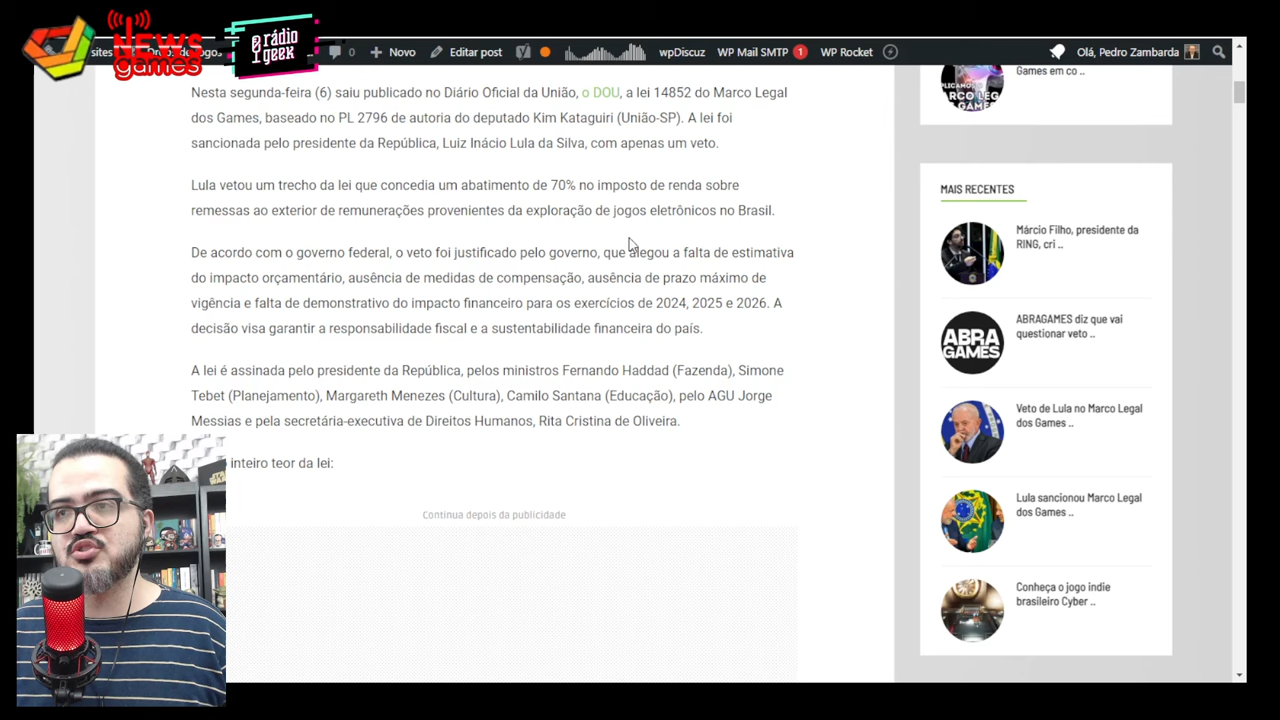 NEWS
games
rádio
geek
sites
0
Novo
Editar post
wpDiscuz
WP Mail SMTP 1
WP Rocket
Olá, Pedro Zambarda
Nesta segunda-feira (6) saiu publicado no Diário Oficial da União, o DOU, a lei 14852 do Marco Legal
dos Games, baseado no PL 2796 de autoria do deputado Kim Kataguiri (União-SP). A lei foi
sancionada pelo presidente da República, Luiz Inácio Lula da Silva, com apenas um veto.
Lula vetou um trecho da lei que concedia um abatimento de 70% no imposto de renda sobre
remessas ao exterior de remunerações provenientes da exploração de jogos eletrônicos no Brasil.
De acordo com o governo federal, o veto foi justificado pelo governo, que alegou a falta de estimativa
do impacto orçamentário, ausência de medidas de compensação, ausência de prazo máximo de
vigência e falta de demonstrativo do impacto financeiro para os exercícios de 2024, 2025 e 2026. A
decisão visa garantir a responsabilidade fiscal e a sustentabilidade financeira do país.
A lei é assinada pelo presidente da República, pelos ministros Fernando Haddad (Fazenda), Simone
Tebet (Planejamento), Margareth Menezes (Cultura), Camilo Santana (Educação), pelo AGU Jorge
Messias e pela secretária-executiva de Direitos Humanos, Rita Cristina de Oliveira.
inteiro teor da lei:
Continua depois da publicidade
Games em co ..
MARCO LEG
GAMES
MAIS RECENTES
Márcio Filho, presidente da
RING, cri ..
ABRA
GAMES
ABRAGAMES diz que vai
questionar veto ..
Veto de Lula no Marco Legal
dos Games ..
Lula sancionou Marco Legal
dos Games ..
Conheça o jogo indie
brasileiro Cyber ..